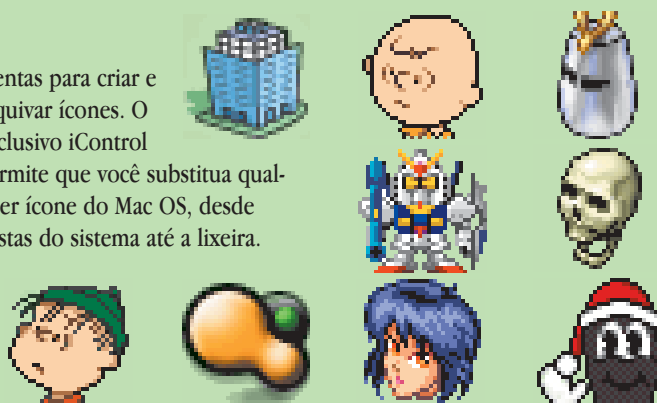 entas para criar e
quivar ícones. O
clusivo iControl
rmite que você substitua qual-
er ícone do Mac OS, desde
stas do sistema até a lixeira.